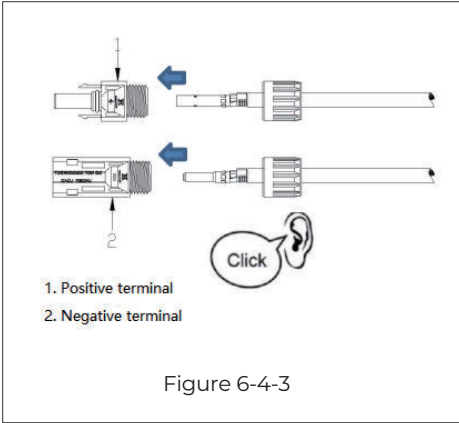 1
2
Click
1. Positive terminal
2. Negative terminal
Figure 6-4-3